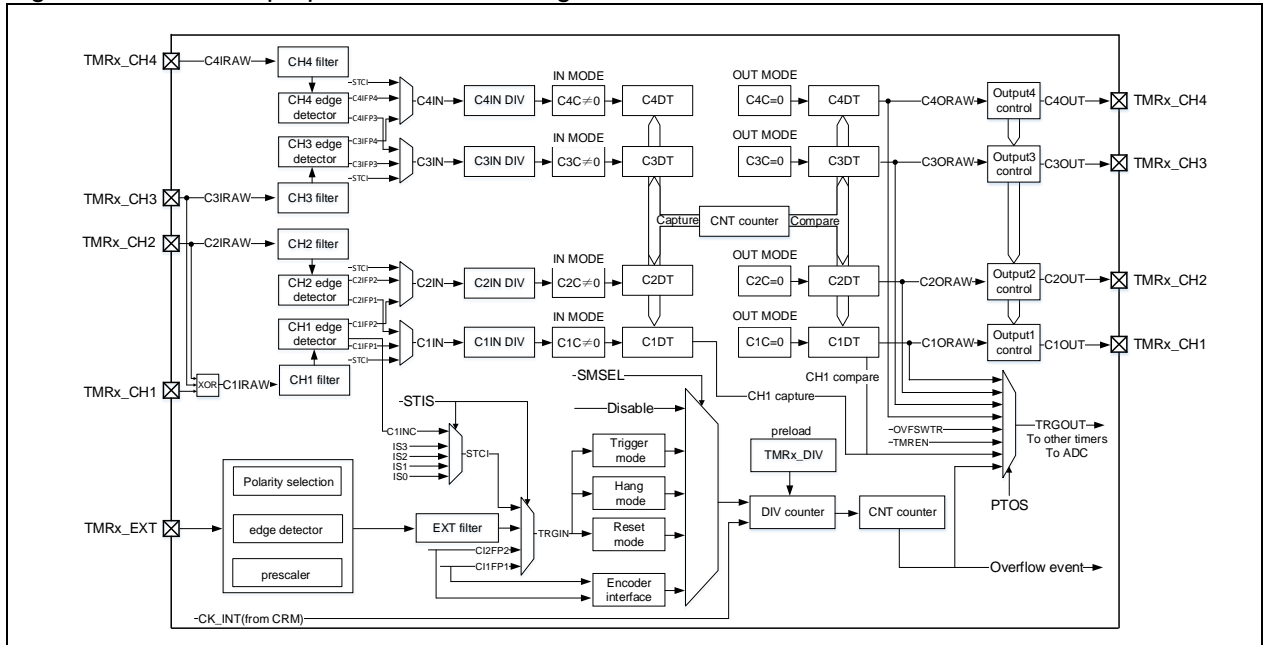 TMRx_CH4
C4IRAW
CH4 filter
STCI
C4IFP4
C4IFP3
CH4 edge
detector
C4IN
C4IN DIV
IN MODE
C4C≠0
C4DT
OUT MODE
C4C=0
C4DT
C4ORAW
Output4
control
C4OUT
TMRx_CH4
CH3 edge
detector
C3IFP4
C3IFP3
STCI
C3IN
C3IN DIV
IN MODE
C3C≠0
C3DT
OUT MODE
C3C=0
C3DT
C3ORAW
Output3
control
C3OUT
TMRx_CH3
TMRx_CH3
C3IRAW
CH3 filter
Capture
CNT counter
Compare
TMRx_CH2
C2IRAW
CH2 filter
STCI
C2IFP2
C2IFP1
CH2 edge
detector
C2IN
C2IN DIV
IN MODE
C2C≠0
C2DT
OUT MODE
C2C=0
C2DT
C2ORAW
Output2
control
C2OUT
TMRx_CH2
CH1 edge
detector
C1IFP2
C1IFP1
STCI
C1IN
C1IN DIV
IN MODE
C1C≠0
C1DT
OUT MODE
C1C=0
C1DT
C1ORAW
Output1
control
C1OUT
TMRx_CH1
TMRx_CH1
XOR
C1IRAW
CH1 filter
CH1 compare
CH1 capture
SMSEL
Disable
STIS
C1INC
IS3
IS2
IS1
IS0
STCI
Trigger
mode
Hang
mode
Reset
mode
Encoder
interface
preload
TMRx_DIV
DIV counter
CNT counter
OVFSWTR
TMREN
TRGOUT
To other timers
To ADC
PTOS
Overflow event
TMRx_EXT
Polarity selection
edge detector
prescaler
EXT filter
CI2FP2
CI1FP1
TRGIN
CK_INT(from CRM)